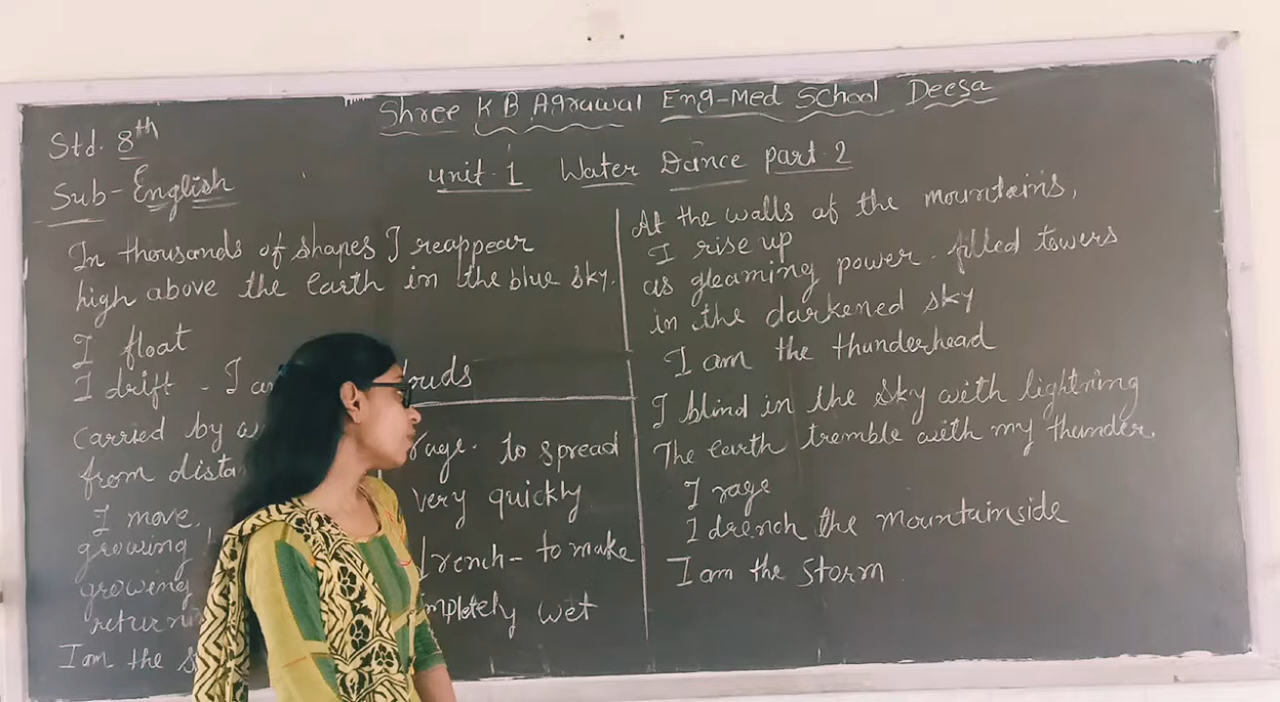 Shree K B Agrawal Eng-Med School Deesa
Std. 8th
Sub- English
Unit. 1 Water Dance part. 2
In thousands of shapes I reappear
high above the Earth in the blue sky.
I float
I drift - I
carried by
from
I move,
growing
growing
I am the
rage. to spread
very quickly
to make
wet
At the walls of the mountains,
I rise up
as gleaming power-filled towers
in the darkened sky
I am the thunderhead
I blind in the sky with lightning
The earth tremble with my thunder.
I rage
I drench the mountainside
I am the storm